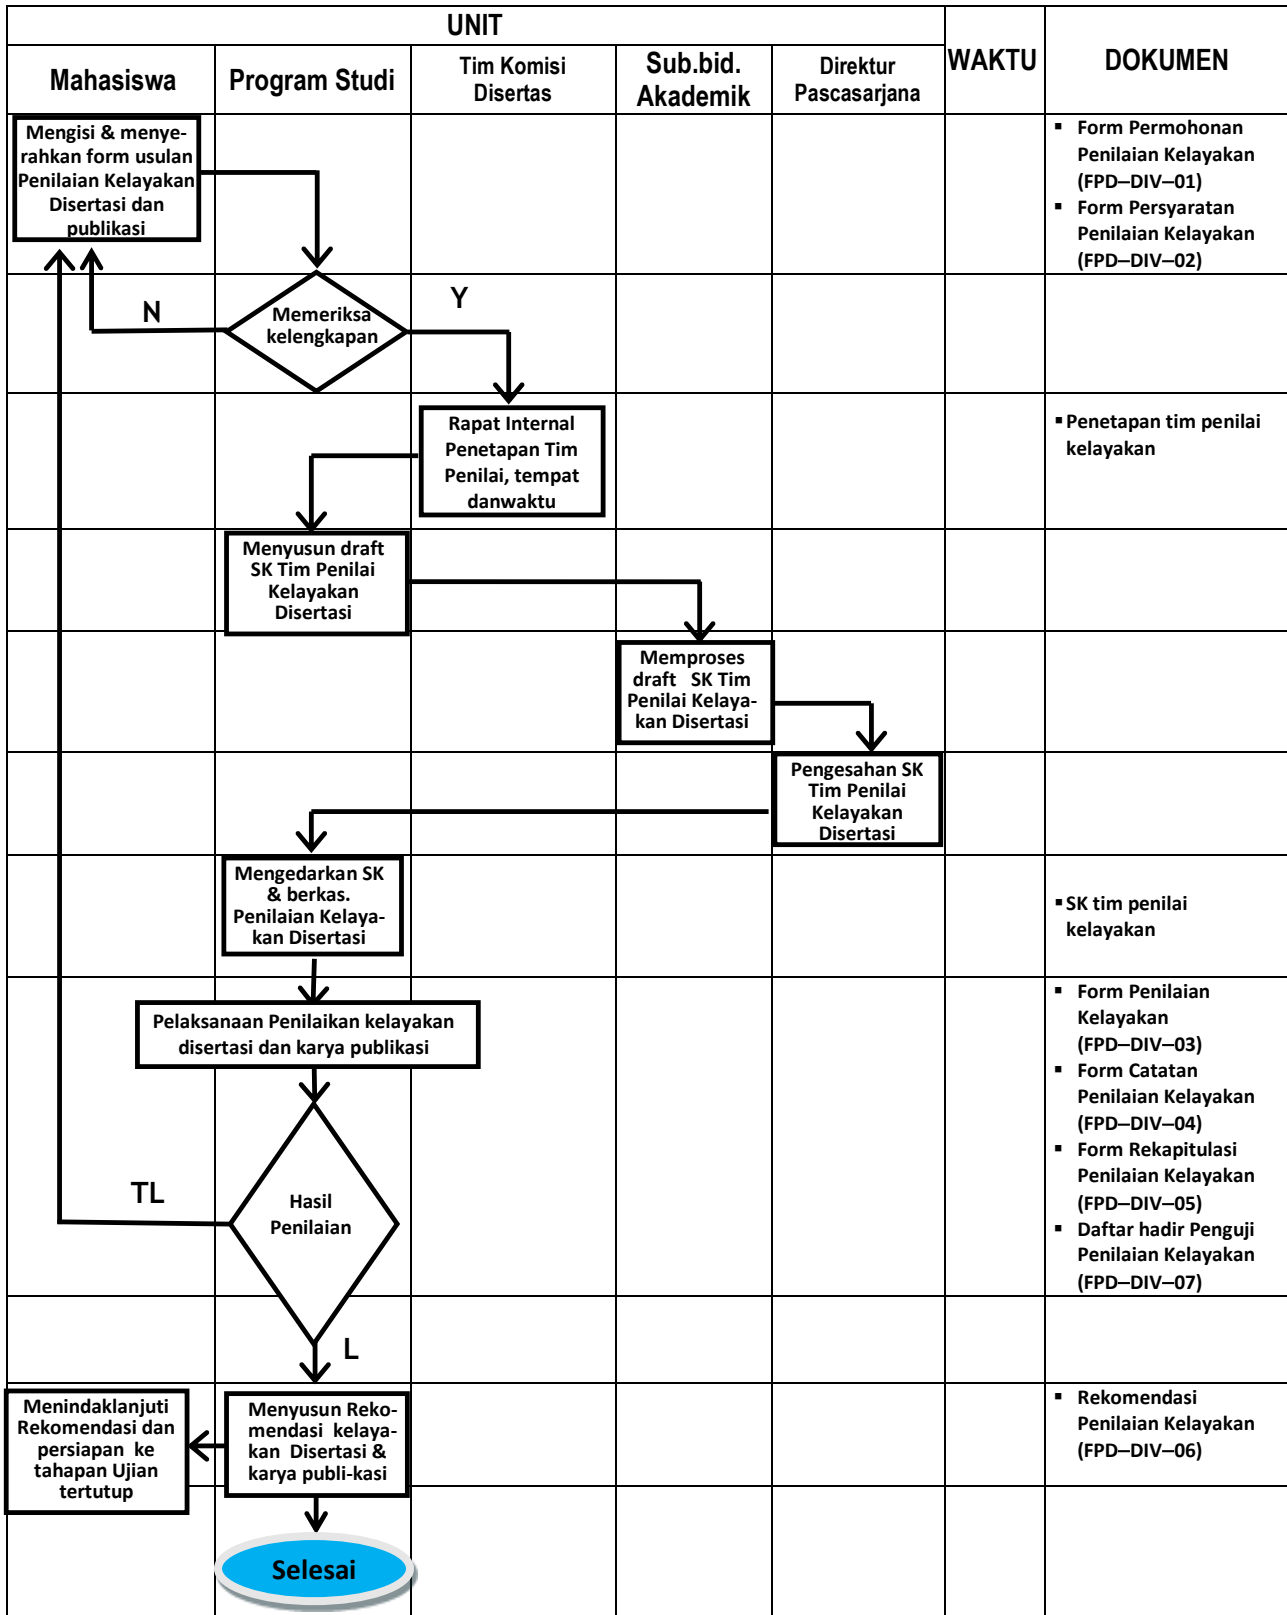 UNIT
WAKTU
DOKUMEN
Mahasiswa
Program Studi
Tim Komisi
Disertas
Sub.bid.
Akademik
Direktur
Pascasarjana
Mengisi & menye-
rahkan form usulan
Penilaian Kelayakan
Disertasi dan
publikasi
▪ Form Permohonan
Penilaian Kelayakan
(FPD–DIV–01)
▪ Form Persyaratan
Penilaian Kelayakan
(FPD–DIV–02)
N
Memeriksa
kelengkapan
Y
Rapat Internal
Penetapan Tim
Penilai, tempat
danwaktu
▪ Penetapan tim penilai
kelayakan
Menyusun draft
SK Tim Penilai
Kelayakan
Disertasi
Memproses
draft SK Tim
Penilai Kelaya-
kan Disertasi
Pengesahan SK
Tim Penilai
Kelayakan
Disertasi
Mengedarkan SK
& berkas.
Penilaian Kelaya-
kan Disertasi
▪ SK tim penilai
kelayakan
Pelaksanaan Penilaikan kelayakan
disertasi dan karya publikasi
▪ Form Penilaian
Kelayakan
(FPD–DIV–03)
▪ Form Catatan
Penilaian Kelayakan
(FPD–DIV–04)
▪ Form Rekapitulasi
Penilaian Kelayakan
(FPD–DIV–05)
▪ Daftar hadir Penguji
Penilaian Kelayakan
(FPD–DIV–07)
TL
Hasil
Penilaian
L
Menindaklanjuti
Rekomendasi dan
persiapan ke
tahapan Ujian
tertutup
Menyusun Reko-
mendasi kelaya-
kan Disertasi &
karya publi-kasi
▪ Rekomendasi
Penilaian Kelayakan
(FPD–DIV–06)
Selesai